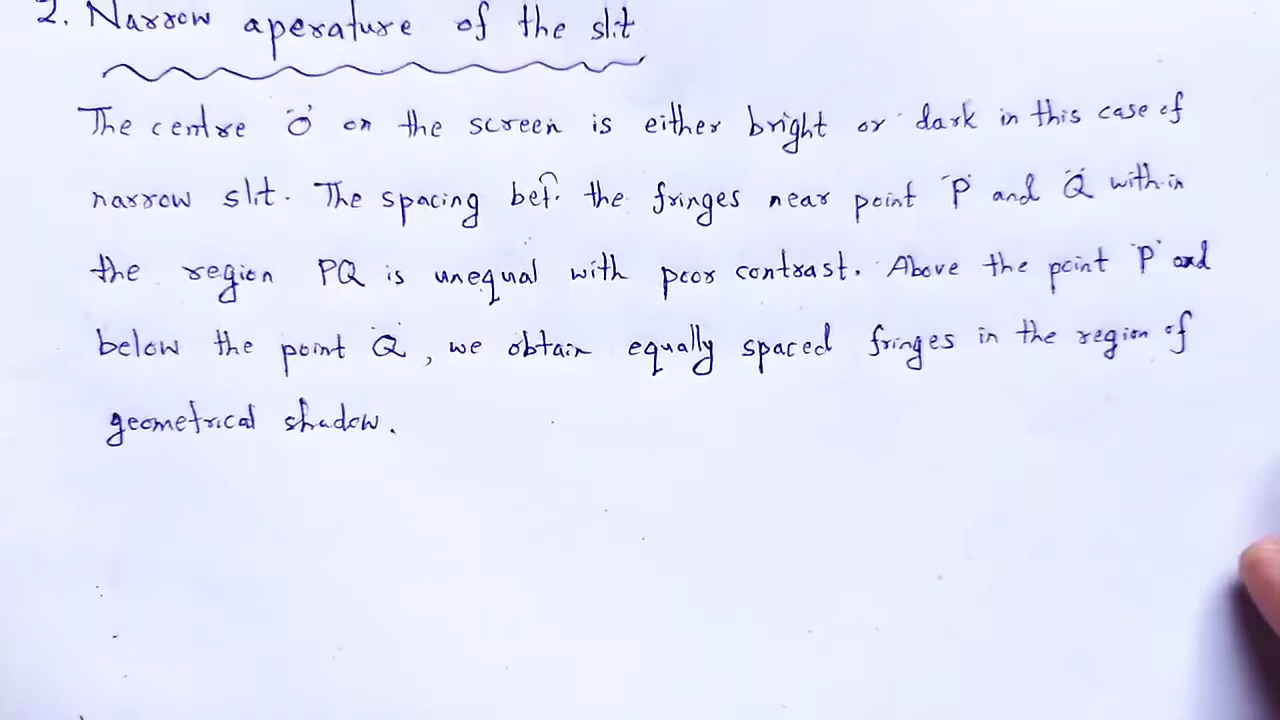 2. Narrow aperature of the slit
The centre 'O' on the screen is either bright or dark in this case of
narrow slit. The spacing bet. the fringes near point 'P' and 'Q' with in
the region PQ is unequal with poor contrast. Above the point 'P' and
below the point 'Q', we obtain equally spaced fringes in the region of
geometrical shadow.